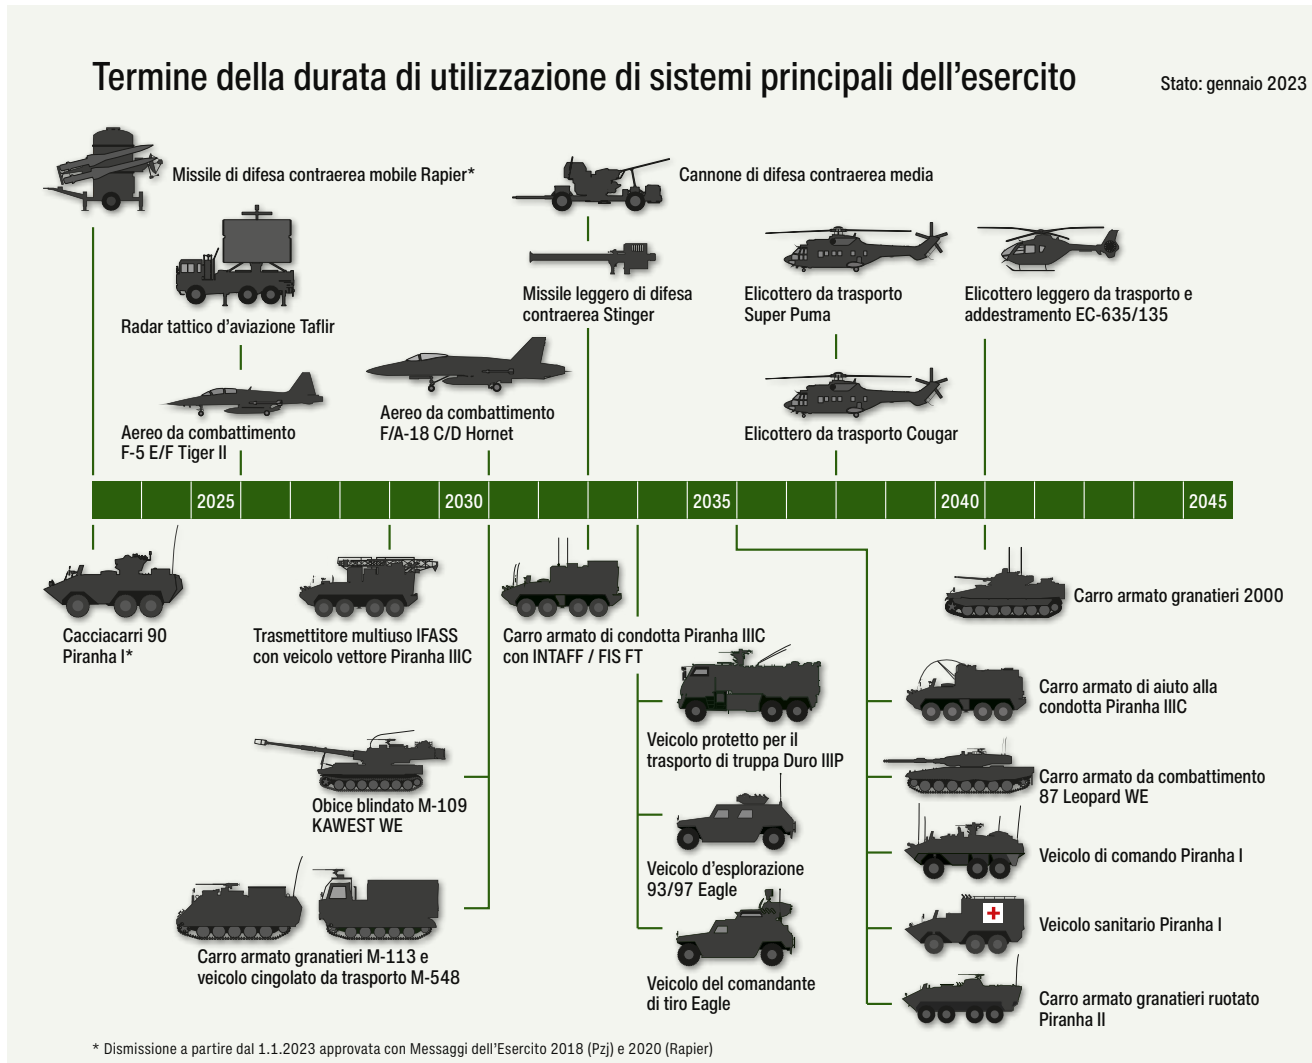 Termine della durata di utilizzazione di sistemi principali dell'esercito
Stato: gennaio 2023
Missile di difesa contraerea mobile Rapier*
Cannone di difesa contraerea media
Radar tattico d'aviazione Taflir
Missile leggero di difesa
contraerea Stinger
Elicottero da trasporto
Super Puma
Elicottero leggero da trasporto e
addestramento EC-635/135
Aereo da combattimento
F-5 E/F Tiger II
Aereo da combattimento
F/A-18 C/D Hornet
Elicottero da trasporto Cougar
2025
2030
2035
2040
2045
Cacciacarri 90
Piranha I*
Trasmettitore multiuso IFASS
con veicolo vettore Piranha IIIC
Carro armato di condotta Piranha IIIC
con INTAFF / FIS FT
Carro armato granatieri 2000
Obice blindato M-109
KAWEST WE
Carro armato granatieri M-113 e
veicolo cingolato da trasporto M-548
Veicolo protetto per il
trasporto di truppa Duro IIIP
Veicolo d'esplorazione
93/97 Eagle
Veicolo del comandante
di tiro Eagle
Carro armato di aiuto alla
condotta Piranha IIIC
Carro armato da combattimento
87 Leopard WE
Veicolo di comando Piranha I
Veicolo sanitario Piranha I
Carro armato granatieri ruotato
Piranha II
* Dismissione a partire dal 1.1.2023 approvata con Messaggi dell'Esercito 2018 (Pzj) e 2020 (Rapier)